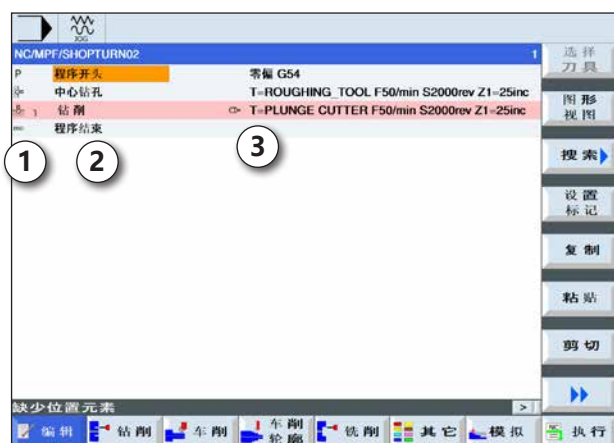 JOG
NC/MPF/SHOPTURN02 1
P 程序开头 零偏 G54
中心钻孔 T=ROUGHING_TOOL F50/min S2000rev Z1=25inc
1 钻削 T=PLUNGE CUTTER F50/min S2000rev Z1=25inc
END 程序结束
1
2
3
缺少位置元素 >
选择
刀具
图形
视图
搜索
设置
标记
复制
粘贴
剪切
编辑 钻削 车削 车削轮廓 铣削 其它 模拟 执行